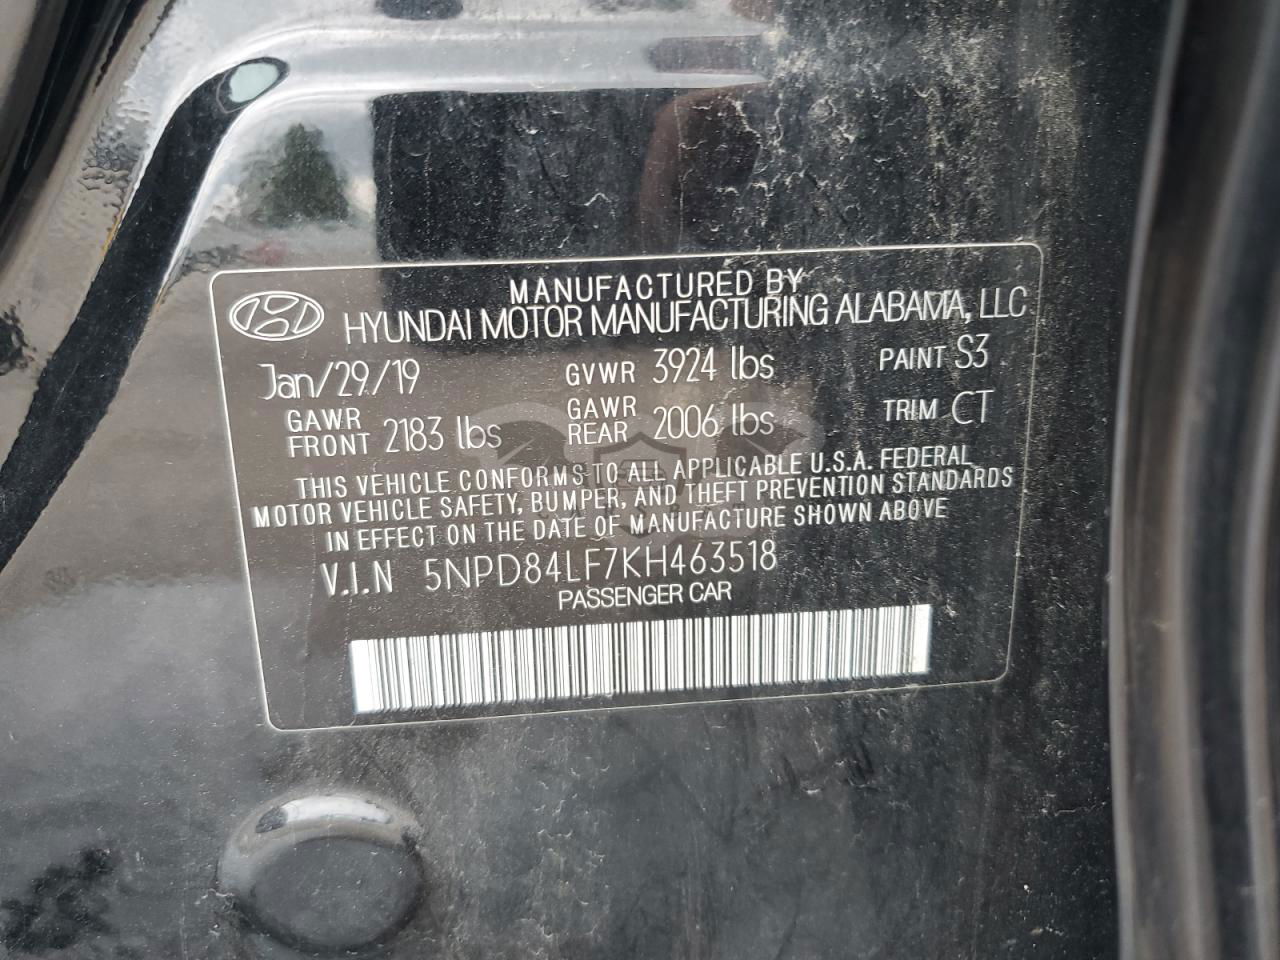 MANUFACTURED BY
HYUNDAI MOTOR MANUFACTURING ALABAMA, LLC
Jan/29/19 GVWR 3924 lbs PAINT S3
GAWR FRONT 2183 lbs GAWR REAR 2006 lbs TRIM CT
THIS VEHICLE CONFORMS TO ALL APPLICABLE U.S.A. FEDERAL
MOTOR VEHICLE SAFETY, BUMPER, AND THEFT PREVENTION STANDARDS
IN EFFECT ON THE DATE OF MANUFACTURE SHOWN ABOVE
V.I.N 5NPD84LF7KH463518
PASSENGER CAR